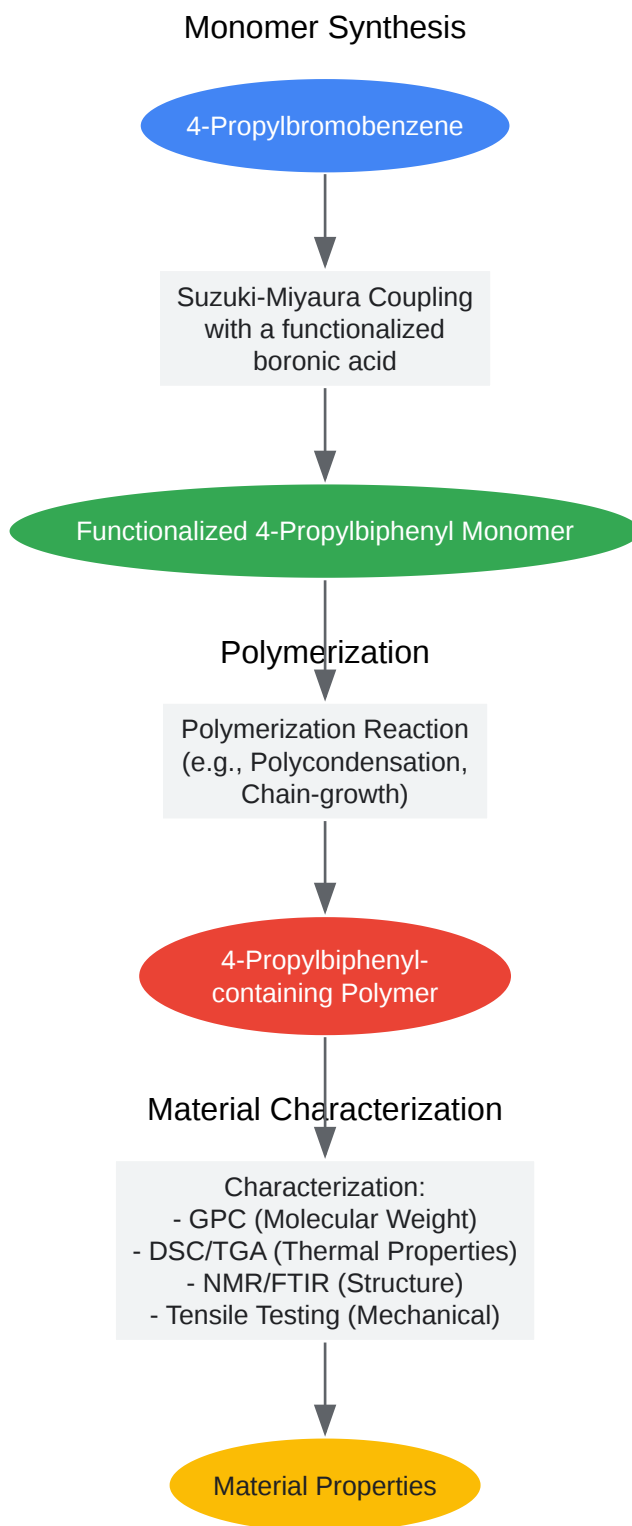 Monomer Synthesis
4-Propylbromobenzene
Suzuki-Miyaura Coupling
with a functionalized
boronic acid
Functionalized 4-Propylbiphenyl Monomer
Polymerization
Polymerization Reaction
(e.g., Polycondensation,
Chain-growth)
4-Propylbiphenyl-
containing Polymer
Material Characterization
Characterization:
- GPC (Molecular Weight)
- DSC/TGA (Thermal Properties)
- NMR/FTIR (Structure)
- Tensile Testing (Mechanical)
Material Properties